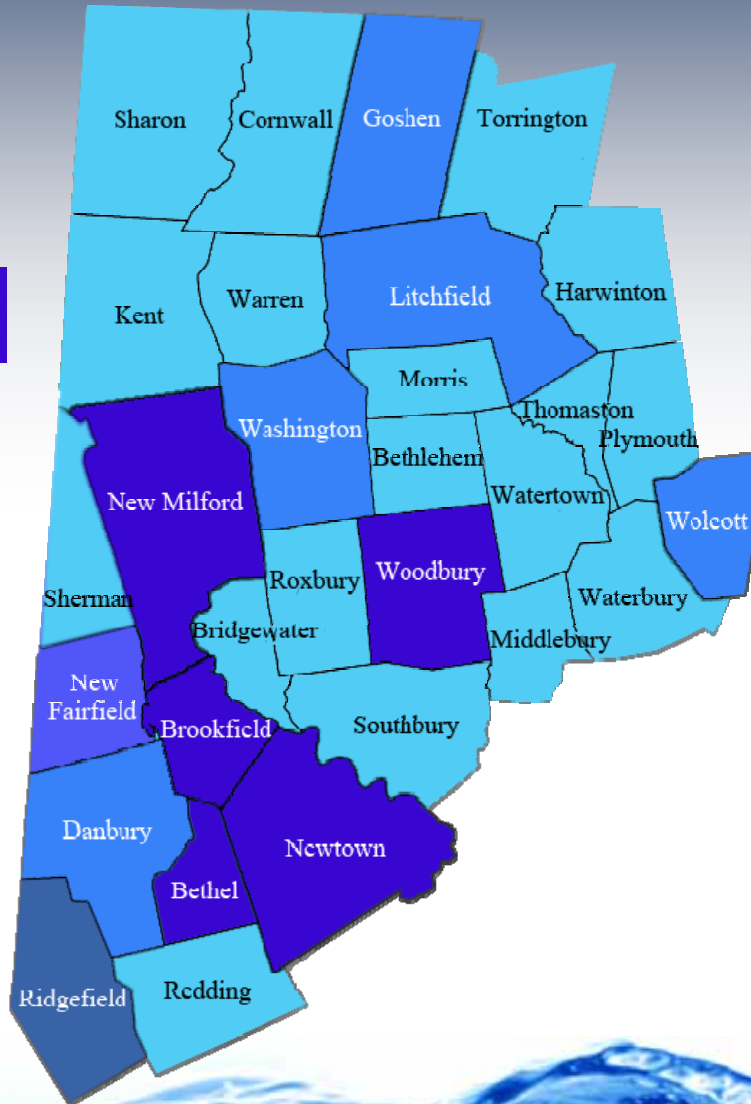 Sharon
Cornwall
Goshen
Torrington
Kent
Warren
Litchfield
Harwinton
Morris
Washington
Thomaston
Plymouth
Bethlehem
New Milford
Watertown
Wolcott
Roxbury
Woodbury
Sherman
Waterbury
Bridgewater
Middlebury
New
Fairfield
Brookfield
Southbury
Danbury
Newtown
Bethel
Ridgefield
Redding